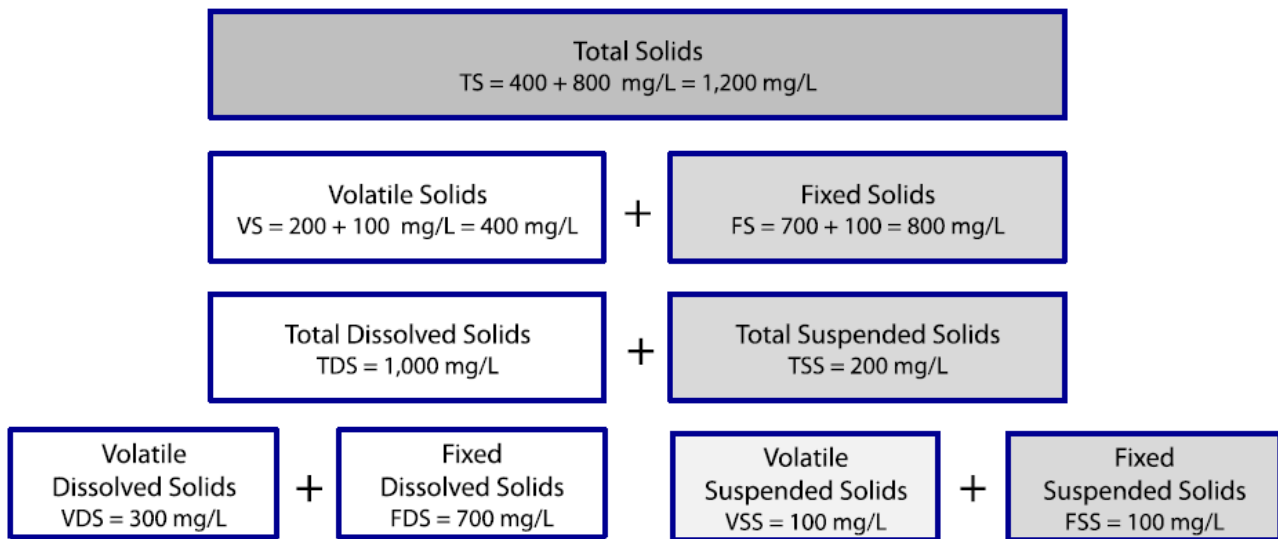 Total Solids
TS = 400 + 800 mg/L = 1,200 mg/L
Volatile Solids
VS = 200 + 100 mg/L = 400 mg/L
+
Fixed Solids
FS = 700 + 100 = 800 mg/L
Total Dissolved Solids
TDS = 1,000 mg/L
+
Total Suspended Solids
TSS = 200 mg/L
Volatile
Dissolved Solids
VDS = 300 mg/L
+
Fixed
Dissolved Solids
FDS = 700 mg/L
Volatile
Suspended Solids
VSS = 100 mg/L
+
Fixed
Suspended Solids
FSS = 100 mg/L